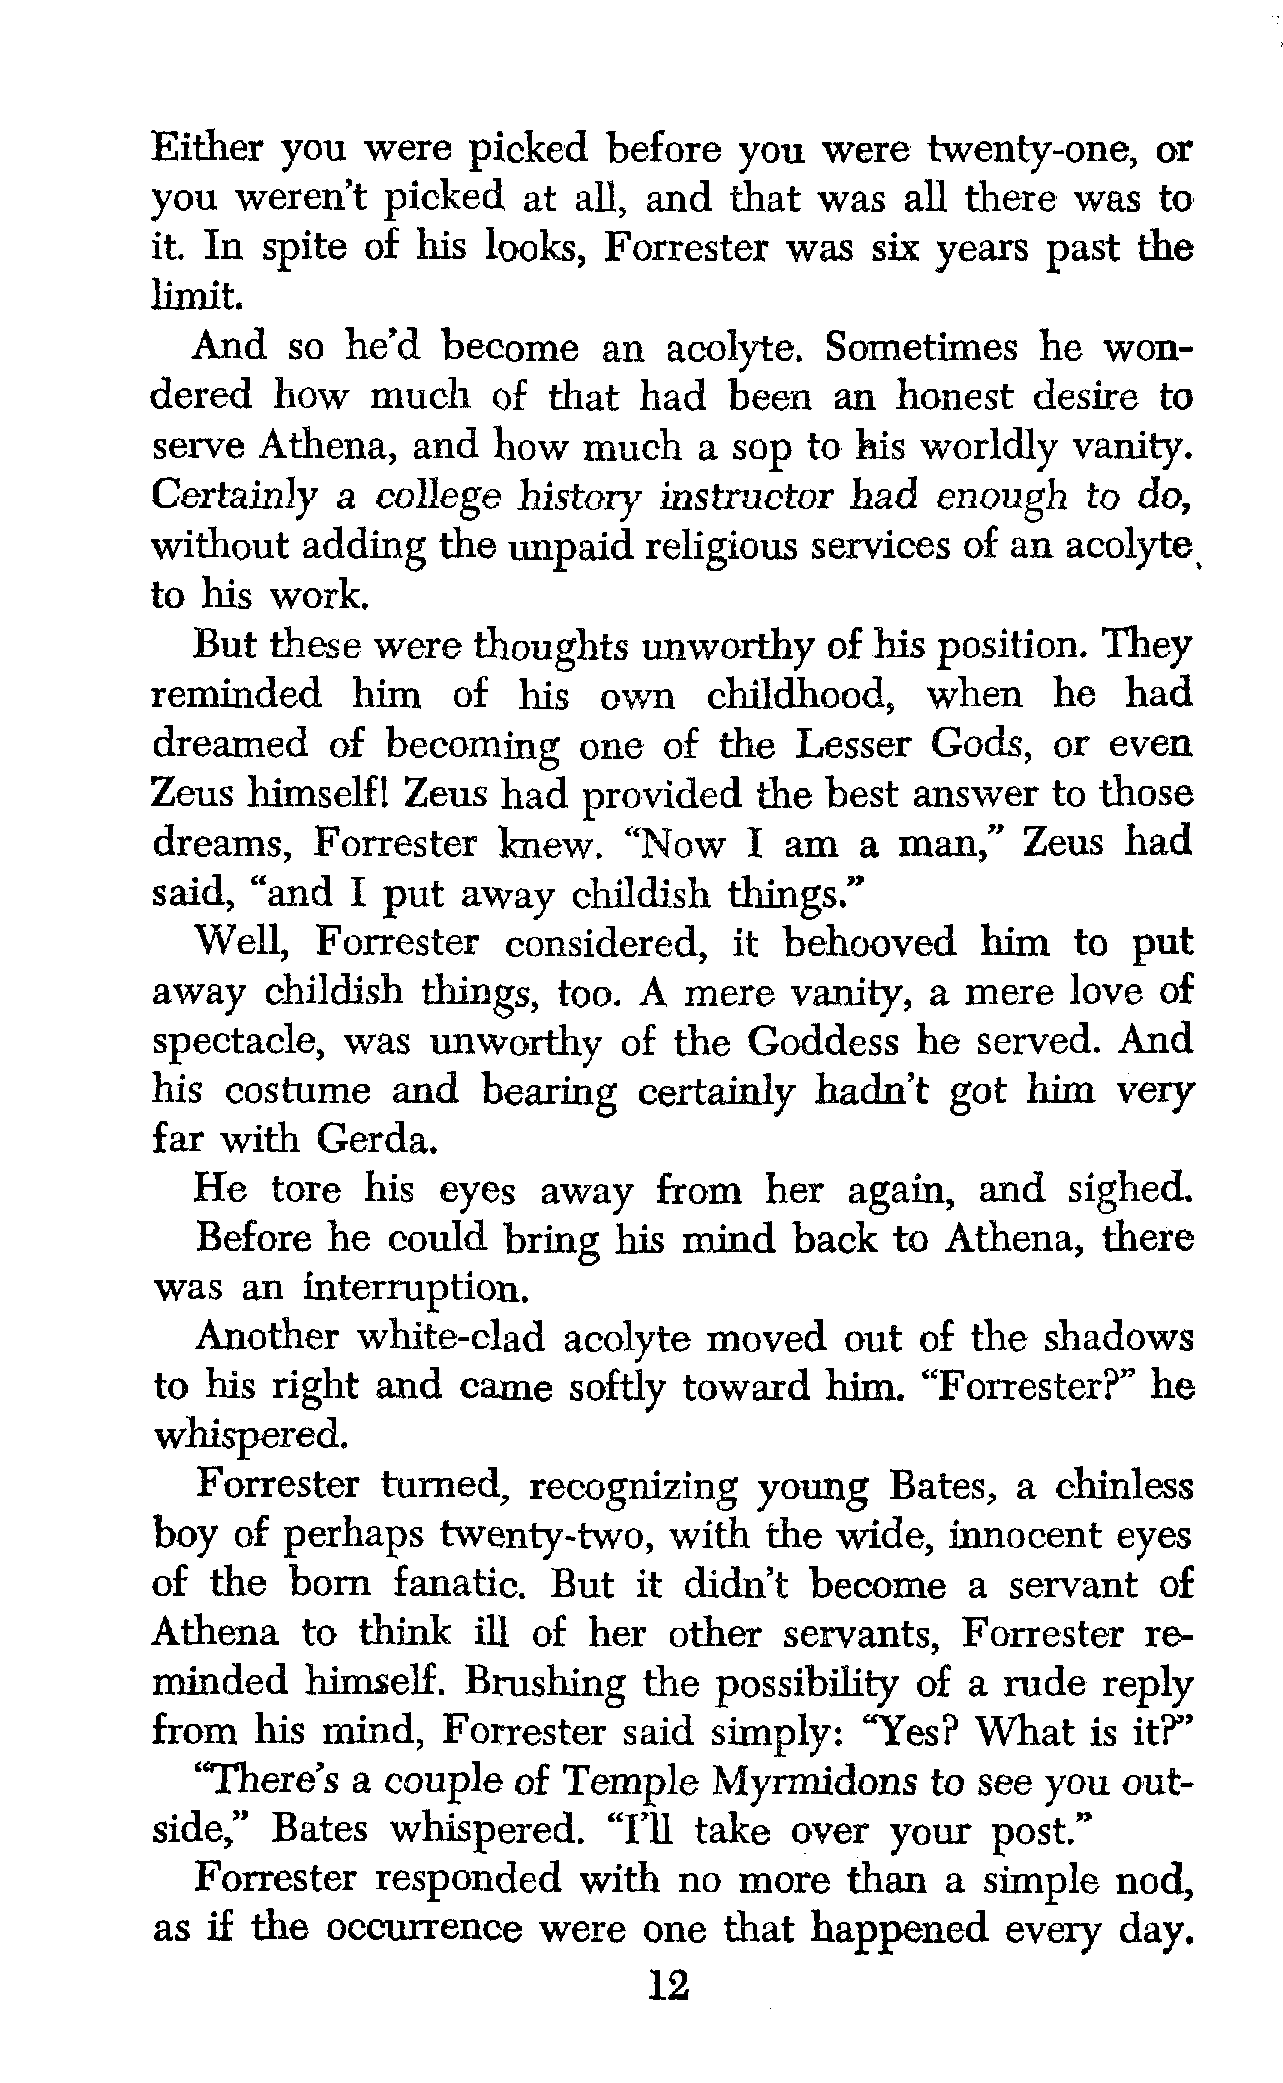 Either you were picked before you were twenty-one, or
you weren't picked at all, and that was all there was to
it. In spite of his looks, Forrester was six years past the
limit.
And so he'd become an acolyte. Sometimes he won-
dered how much of that had been an honest desire to
serve Athena, and how much a sop to his worldly vanity.
Certainly a college history instructor had enough to do,
without adding the unpaid religious services of an acolyte
to his work.
But these were thoughts unworthy of his position. They
reminded him of his own childhood, when he had
dreamed of becoming one of the Lesser Gods, or even
Zeus himself! Zeus had provided the best answer to those
dreams, Forrester knew. “Now I am a man,” Zeus had
said, “and I put away childish things.”
Well, Forrester considered, it behooved him to put
away childish things, too. A mere vanity, a mere love of
spectacle, was unworthy of the Goddess he served. And
his costume and bearing certainly hadn't got him very
far with Gerda.
He tore his eyes away from her again, and sighed.
Before he could bring his mind back to Athena, there
was an interruption.
Another white-clad acolyte moved out of the shadows
to his right and came softly toward him. “Forrester?” he
whispered.
Forrester turned, recognizing young Bates, a chinless
boy of perhaps twenty-two, with the wide, innocent eyes
of the born fanatic. But it didn't become a servant of
Athena to think ill of her other servants, Forrester re-
minded himself. Brushing the possibility of a rude reply
from his mind, Forrester said simply: “Yes? What is it?”
“There's a couple of Temple Myrmidons to see you out-
side,” Bates whispered. “I'll take over your post.”
Forrester responded with no more than a simple nod,
as if the occurrence were one that happened every day.
12